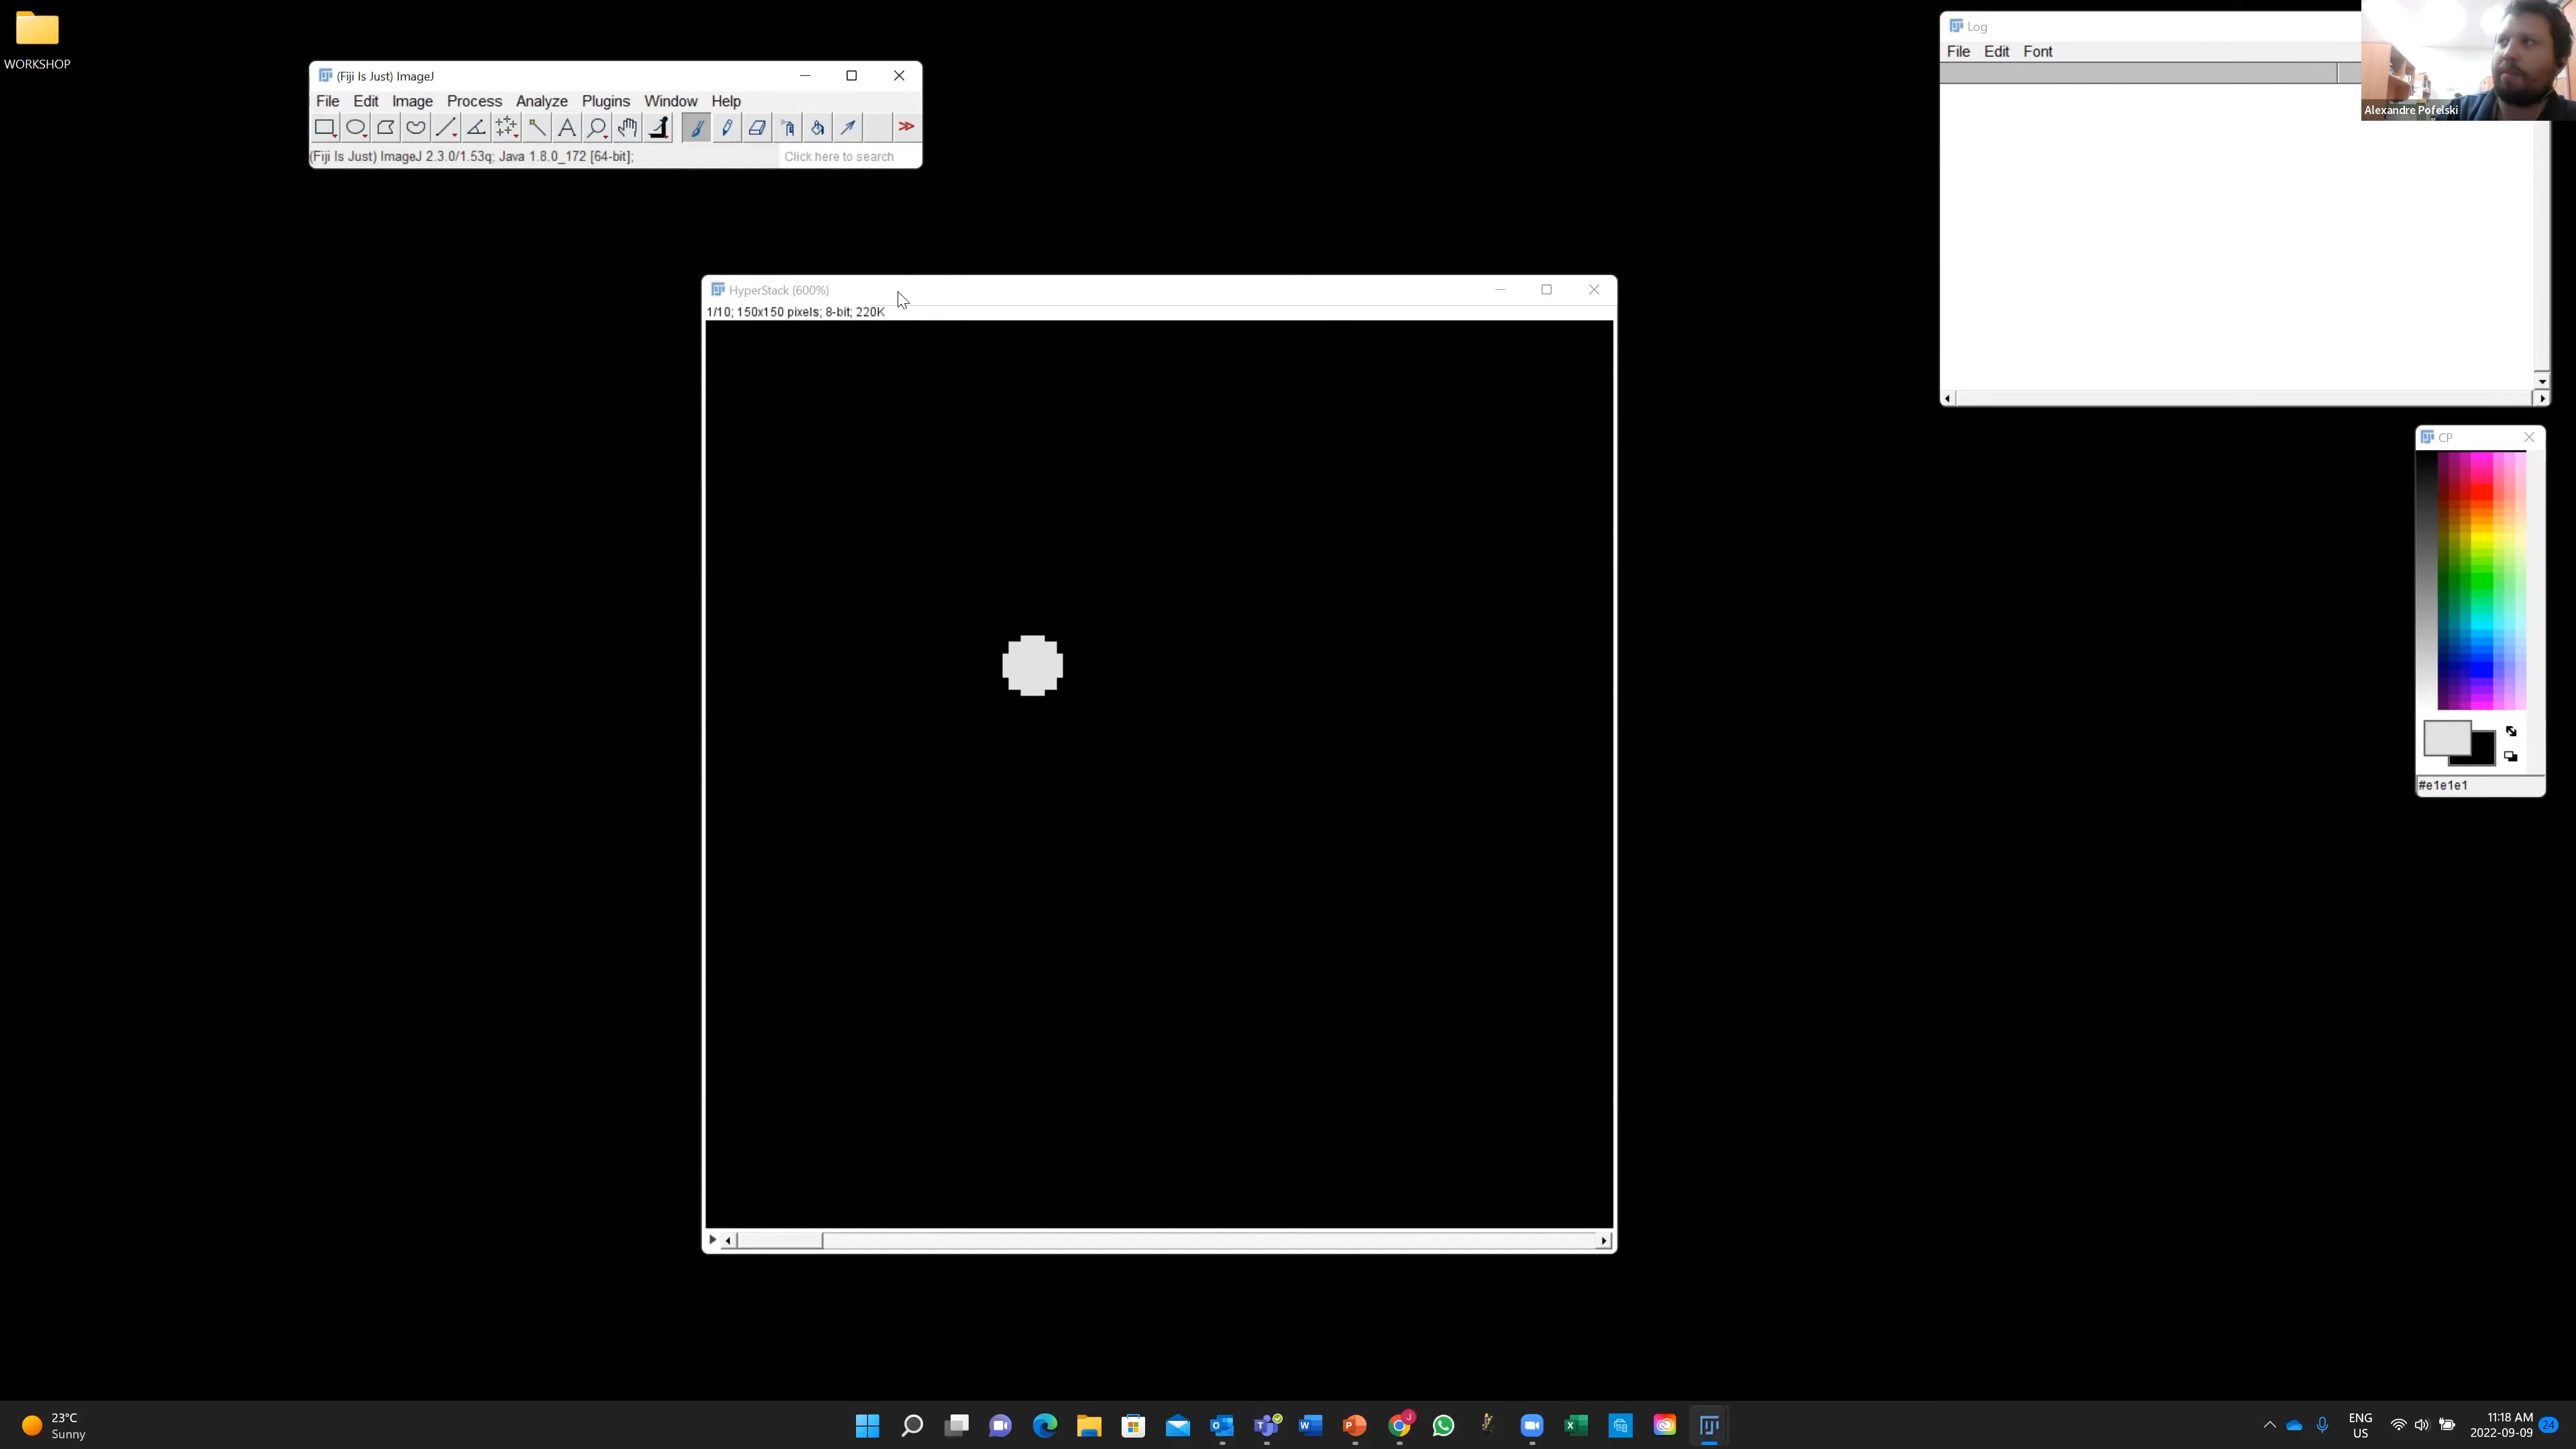 WORKSHOP
(Fiji Is Just) ImageJ
File Edit Image Process Analyze Plugins Window Help
(Fiji Is Just) ImageJ 2.3.0/1.53q; Java 1.8.0_172 [64-bit];
Click here to search
HyperStack (600%)
1/10; 150x150 pixels; 8-bit; 220K
Log
File Edit Font
Alexandre Pofelski
CP
#e1e1e1
23°C
Sunny
ENG
US
11:18 AM
2022-09-09
24